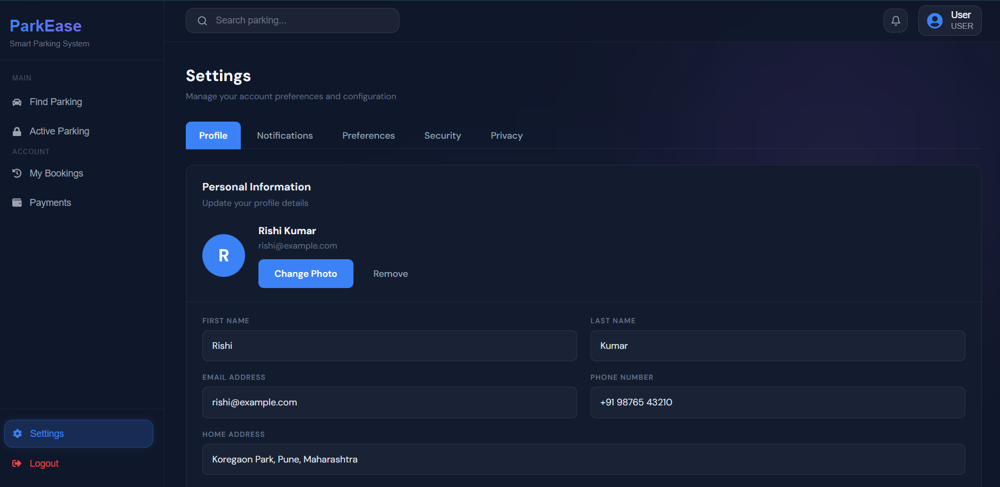 ParkEase
Smart Parking System
MAIN
Find Parking
Active Parking
ACCOUNT
My Bookings
Payments
Settings
Logout
Search parking...
User
USER
Settings
Manage your account preferences and configuration
Profile Notifications Preferences Security Privacy
Personal Information
Update your profile details
R
Rishi Kumar
rishi@example.com
Change Photo Remove
FIRST NAME
Rishi
LAST NAME
Kumar
EMAIL ADDRESS
rishi@example.com
PHONE NUMBER
+91 98765 43210
HOME ADDRESS
Koregaon Park, Pune, Maharashtra